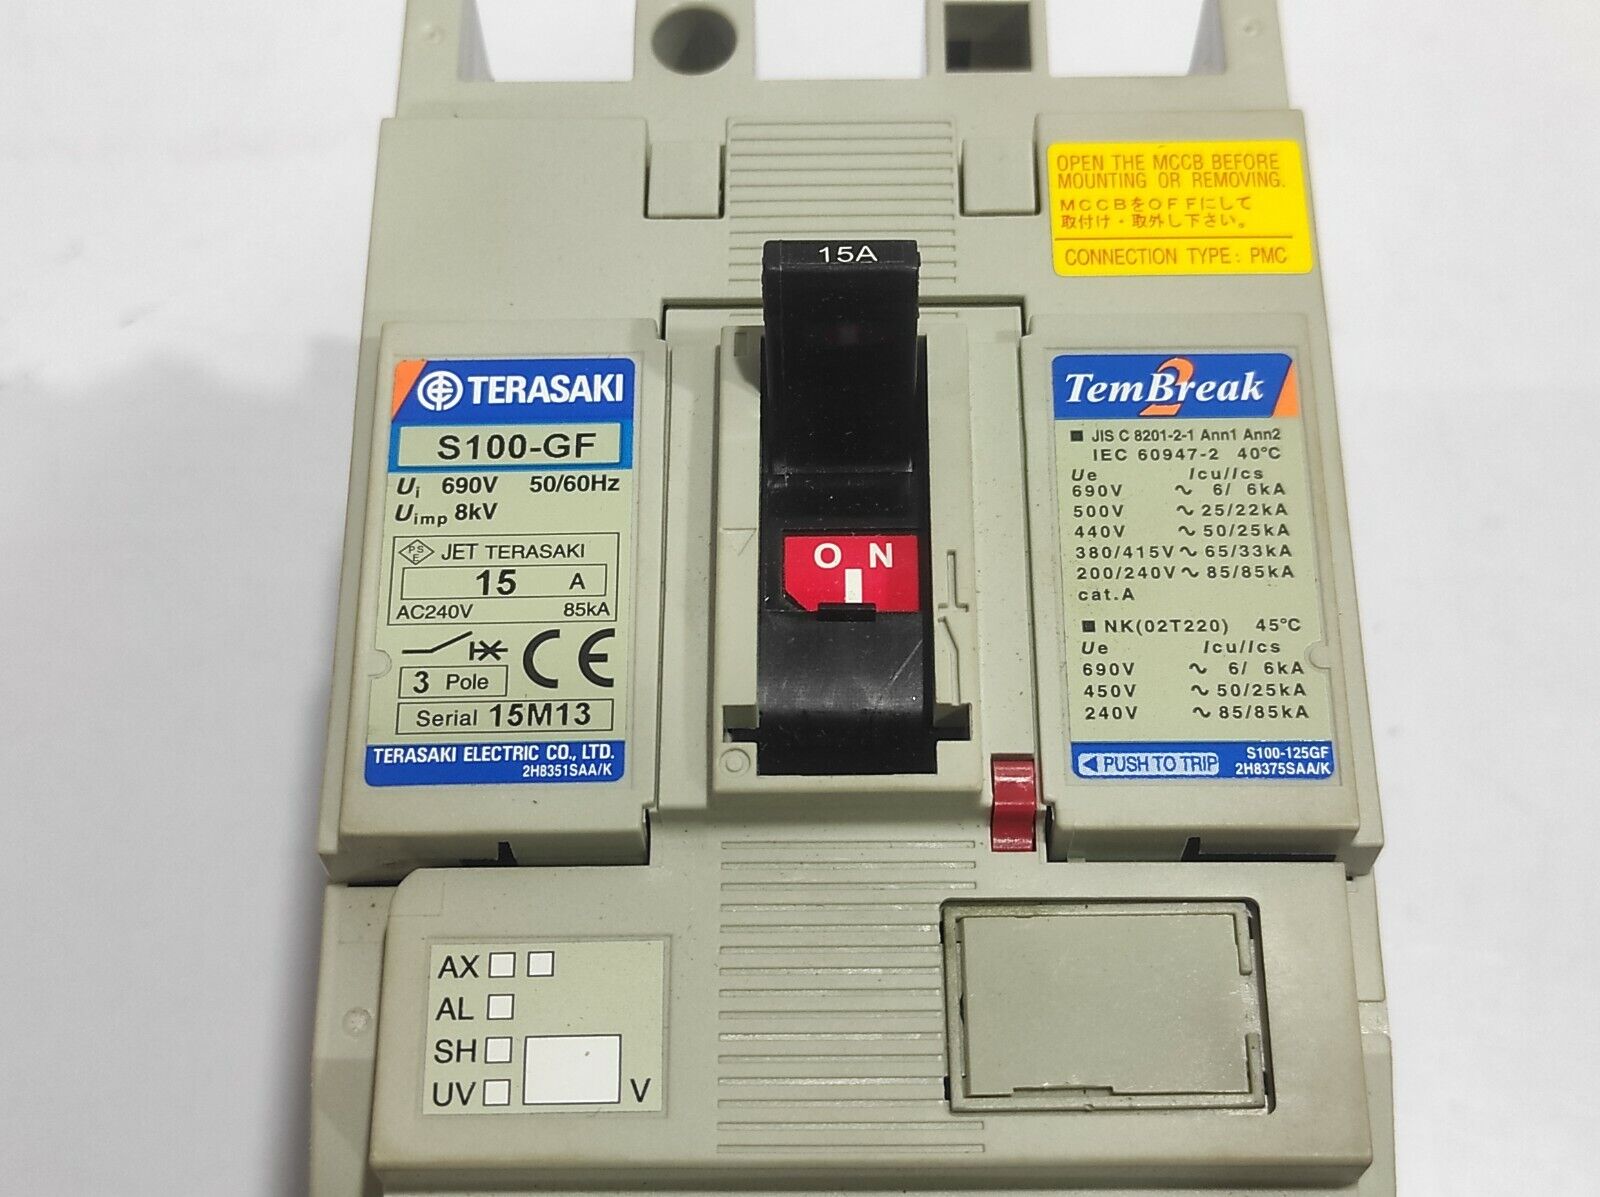 OPEN THE MCCB BEFORE
MOUNTING OR REMOVING.
MCCBをOFFにして
取付け・取外し下さい。
CONNECTION TYPE: PMC
15A
TERASAKI
S100-GF
Ui 690V 50/60Hz
Uimp 8kV
PS E JET TERASAKI
15 A
AC240V 85kA
CE
3 Pole
Serial 15M13
TERASAKI ELECTRIC CO., LTD.
2H8351SAA/K
ON
TemBreak 2
■ JIS C 8201-2-1 Ann1 Ann2
IEC 60947-2 40°C
Ue Icu/Ics
690V ~ 6/ 6kA
500V ~ 25/22kA
440V ~ 50/25kA
380/415V ~ 65/33kA
200/240V ~ 85/85kA
cat.A
■ NK(02T220) 45°C
Ue Icu/Ics
690V ~ 6/ 6kA
450V ~ 50/25kA
240V ~ 85/85kA
◀ PUSH TO TRIP
S100-125GF
2H8375SAA/K
AX
AL
SH
UV V